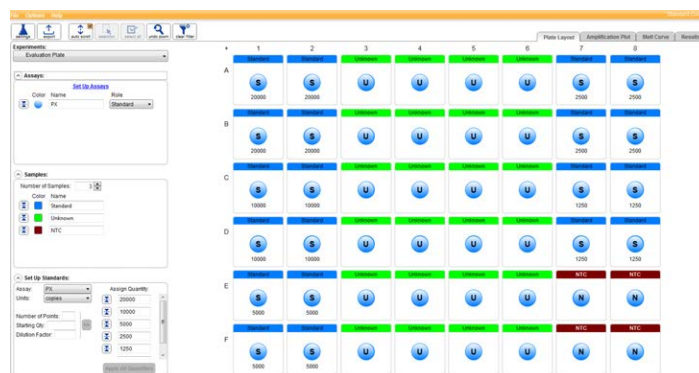 File Options Help
settings export auto scroll selection select all undo zoom clear filter
Plate Layout Amplification Plot Std Curve Results
Experiments:
Evaluation Plate
Assays:
Set Up Assays
Color Name Role
PX Standard
Samples:
Number of Samples: 3
Color Name
Standard
Unknown
NTC
Set Up Standards:
Assay: PX Assign Quantity:
Units: copies 20000
10000
Number of Points: 5000
Starting Qty: 2500
Dilution Factor: 1250
Apply All Quantities
1 2 3 4 5 6 7 8
Standard Standard Unknown Unknown Unknown Unknown Standard Standard
A S S U U U U S S
20000 20000 2500 2500
Standard Standard Unknown Unknown Unknown Unknown Standard Standard
B S S U U U U S S
20000 20000 2500 2500
Standard Standard Unknown Unknown Unknown Unknown Standard Standard
C S S U U U U S S
10000 10000 1250 1250
Standard Standard Unknown Unknown Unknown Unknown Standard Standard
D S S U U U U S S
10000 10000 1250 1250
Standard Standard Unknown Unknown Unknown Unknown NTC NTC
E S S U U U U N N
5000 5000
Standard Standard Unknown Unknown Unknown Unknown NTC NTC
F S S U U U U N N
5000 5000